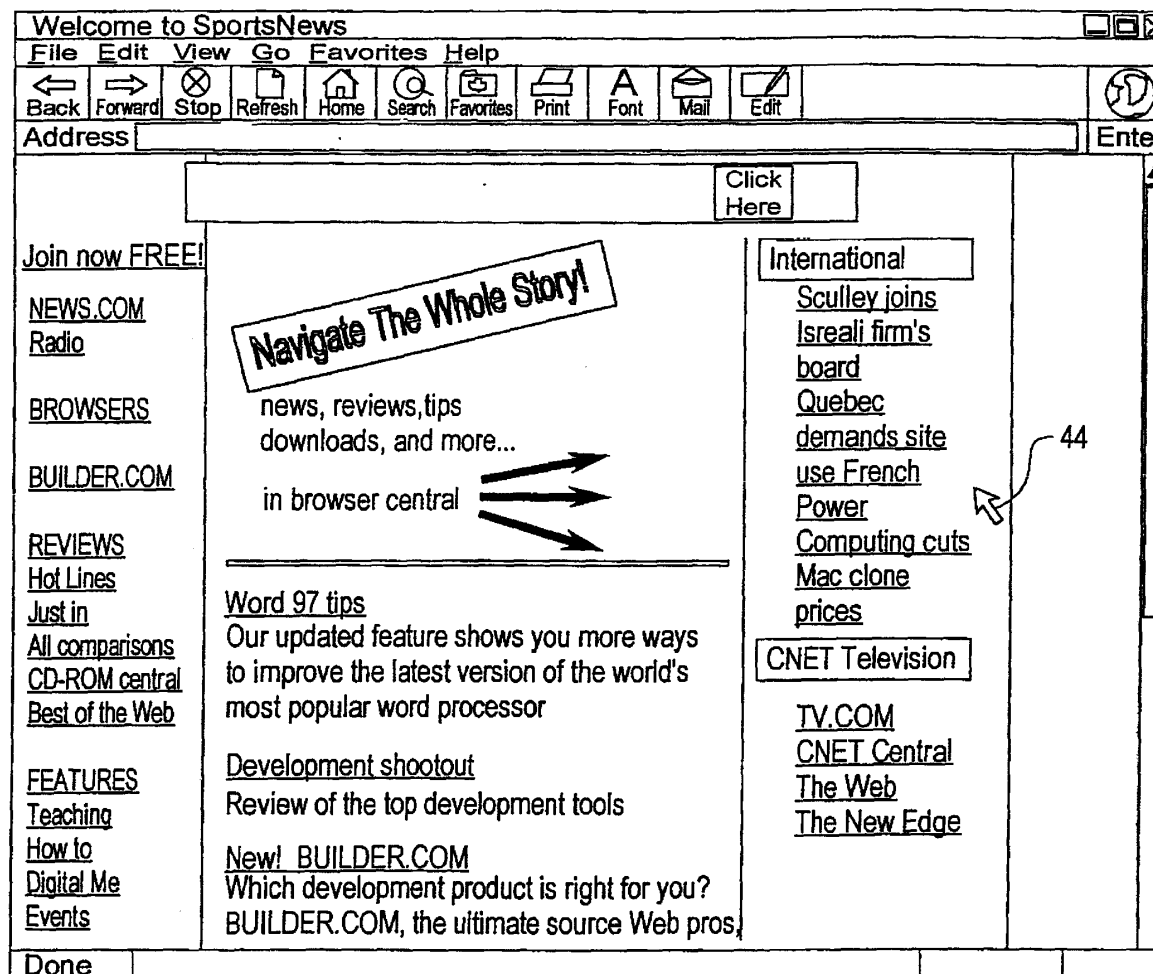 Welcome to SportsNews
File Edit View Go Favorites Help
Back Forward Stop Refresh Home Search Favorites Print Font Mail Edit
Address Ente
Click
Here
Join now FREE!
NEWS.COM
Radio
BROWSERS
BUILDER.COM
REVIEWS
Hot Lines
Just in
All comparisons
CD-ROM central
Best of the Web
FEATURES
Teaching
How to
Digital Me
Events
Navigate The Whole Story!
news, reviews,tips
downloads, and more...
in browser central
Word 97 tips
Our updated feature shows you more ways
to improve the latest version of the world's
most popular word processor
Development shootout
Review of the top development tools
New! BUILDER.COM
Which development product is right for you?
BUILDER.COM, the ultimate source Web pros,
International
Sculley joins
Isreali firm's
board
Quebec
demands site
use French
Power
Computing cuts
Mac clone
prices
CNET Television
TV.COM
CNET Central
The Web
The New Edge
44
Done